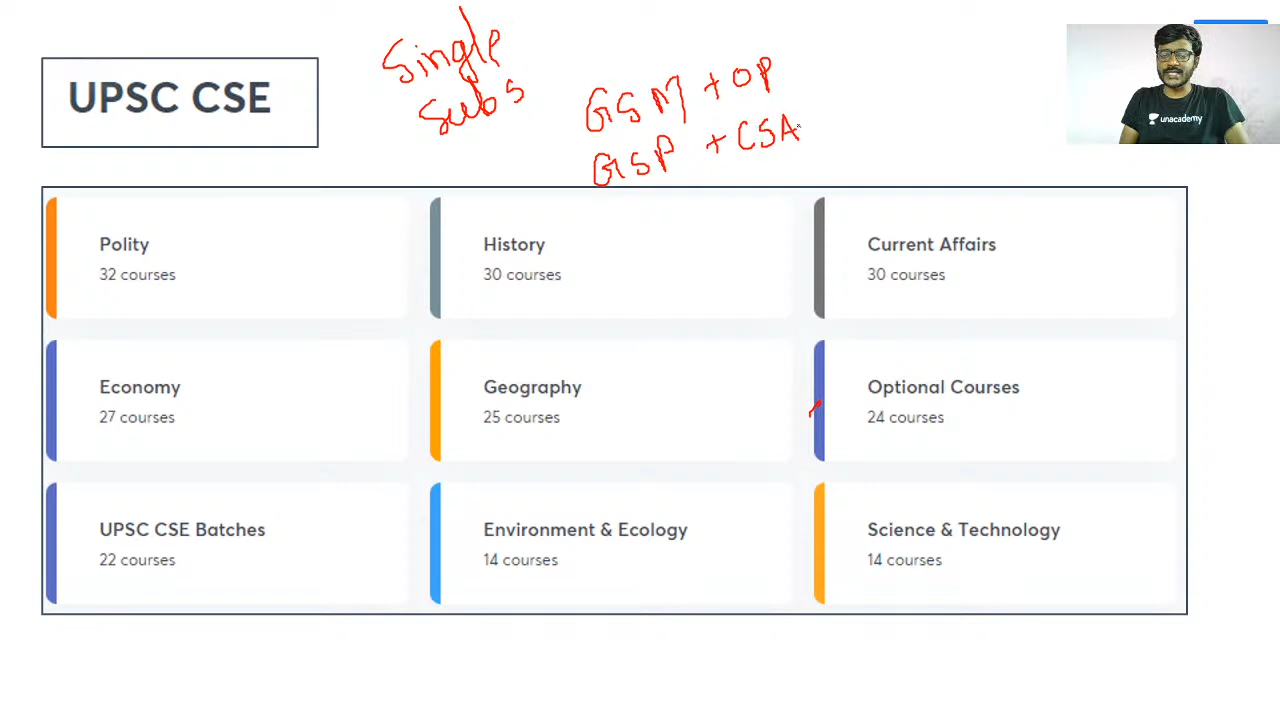 Single
Subs
GSM + OP
GSP + CSA
UPSC CSE
unacademy
Polity
32 courses
History
30 courses
Current Affairs
30 courses
Economy
27 courses
Geography
25 courses
Optional Courses
24 courses
UPSC CSE Batches
22 courses
Environment & Ecology
14 courses
Science & Technology
14 courses